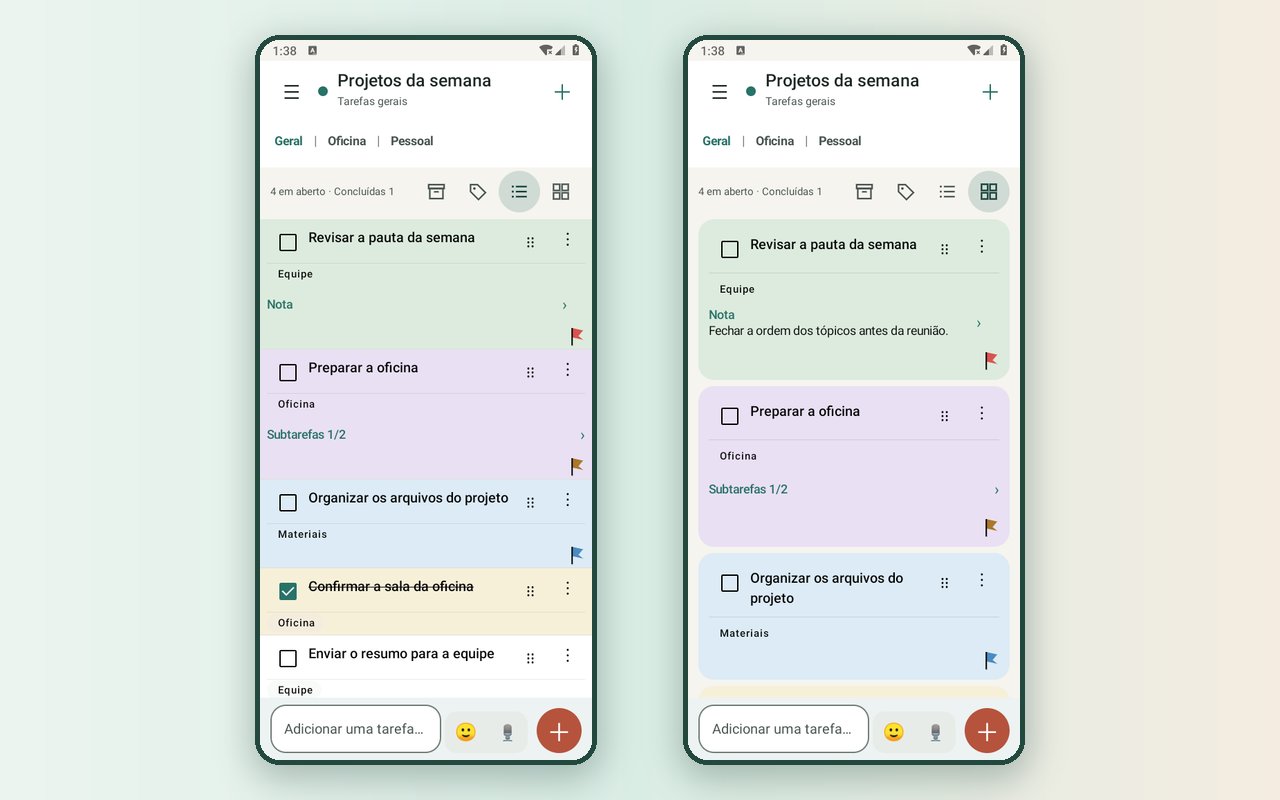 1:38
Projetos da semana
Tarefas gerais
Geral | Oficina | Pessoal
4 em aberto · Concluídas 1
Revisar a pauta da semana
Equipe
Nota
Preparar a oficina
Oficina
Subtarefas 1/2
Organizar os arquivos do projeto
Materiais
Confirmar a sala da oficina
Oficina
Enviar o resumo para a equipe
Equipe
Adicionar uma tarefa...
1:38
Projetos da semana
Tarefas gerais
Geral | Oficina | Pessoal
4 em aberto · Concluídas 1
Revisar a pauta da semana
Equipe
Nota
Fechar a ordem dos tópicos antes da reunião.
Preparar a oficina
Oficina
Subtarefas 1/2
Organizar os arquivos do
projeto
Materiais
Adicionar uma tarefa...